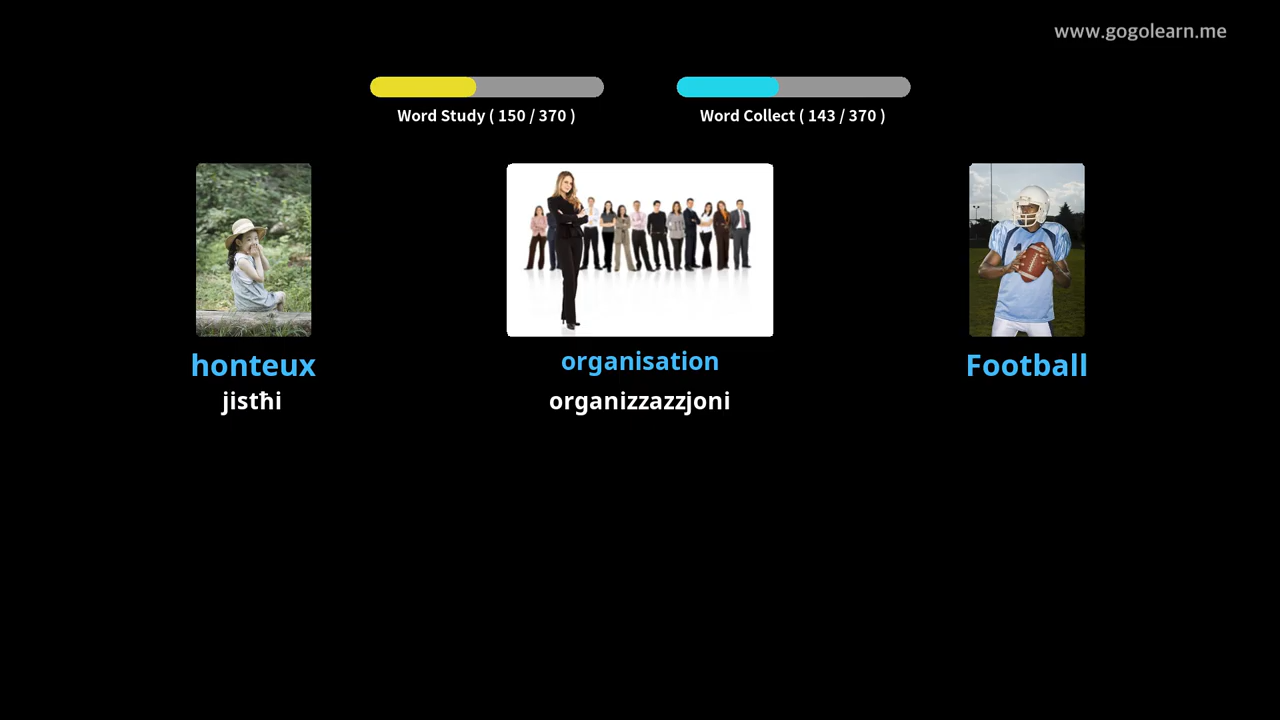 www.gogolearn.me
Word Study ( 150 / 370 )
Word Collect ( 143 / 370 )
honteux
organisation
Football
jistħi
organizzazzjoni